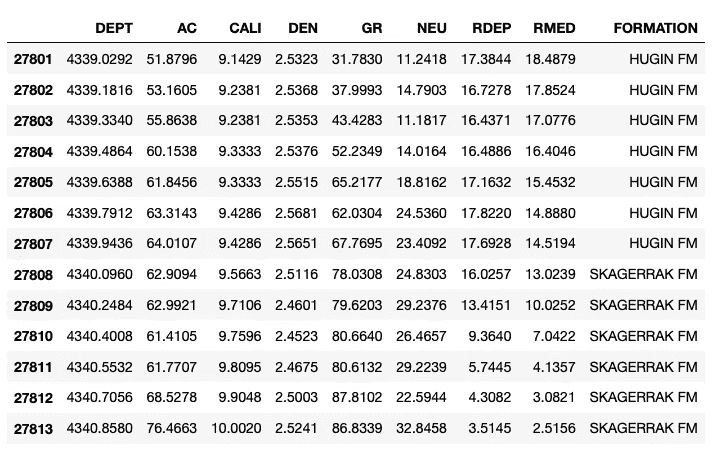 DEPT AC CALI DEN GR NEU RDEP RMED FORMATION
27801 4339.0292 51.8796 9.1429 2.5323 31.7830 11.2418 17.3844 18.4879 HUGIN FM
27802 4339.1816 53.1605 9.2381 2.5368 37.9993 14.7903 16.7278 17.8524 HUGIN FM
27803 4339.3340 55.8638 9.2381 2.5353 43.4283 11.1817 16.4371 17.0776 HUGIN FM
27804 4339.4864 60.1538 9.3333 2.5376 52.2349 14.0164 16.4886 16.4046 HUGIN FM
27805 4339.6388 61.8456 9.3333 2.5515 65.2177 18.8162 17.1632 15.4532 HUGIN FM
27806 4339.7912 63.3143 9.4286 2.5681 62.0304 24.5360 17.8220 14.8880 HUGIN FM
27807 4339.9436 64.0107 9.4286 2.5651 67.7695 23.4092 17.6928 14.5194 HUGIN FM
27808 4340.0960 62.9094 9.5663 2.5116 78.0308 24.8303 16.0257 13.0239 SKAGERRAK FM
27809 4340.2484 62.9921 9.7106 2.4601 79.6203 29.2376 13.4151 10.0252 SKAGERRAK FM
27810 4340.4008 61.4105 9.7596 2.4523 80.6640 26.4657 9.3640 7.0422 SKAGERRAK FM
27811 4340.5532 61.7707 9.8095 2.4675 80.6132 29.2239 5.7445 4.1357 SKAGERRAK FM
27812 4340.7056 68.5278 9.9048 2.5003 87.8102 22.5944 4.3082 3.0821 SKAGERRAK FM
27813 4340.8580 76.4663 10.0020 2.5241 86.8339 32.8458 3.5145 2.5156 SKAGERRAK FM